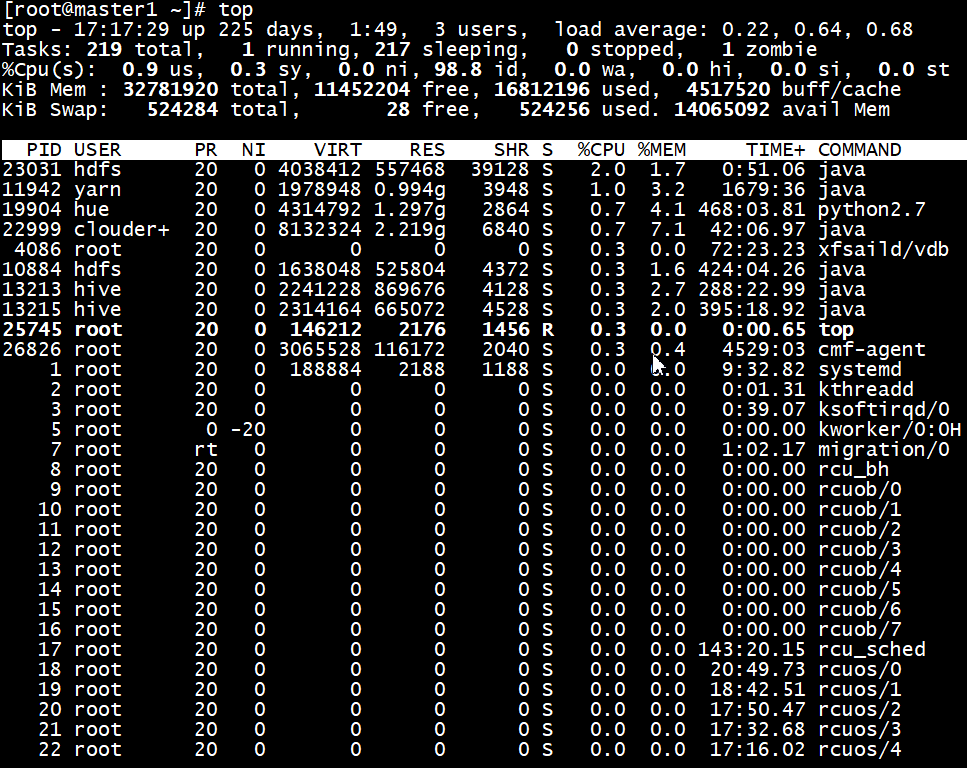 [root@master1 ~]# top
top - 17:17:29 up 225 days,  1:49,  3 users,  load average: 0.22, 0.64, 0.68
Tasks: 219 total,   1 running, 217 sleeping,   0 stopped,   1 zombie
%Cpu(s):  0.9 us,  0.3 sy,  0.0 ni, 98.8 id,  0.0 wa,  0.0 hi,  0.0 si,  0.0 st
KiB Mem : 32781920 total, 11452204 free, 16812196 used,  4517520 buff/cache
KiB Swap:   524284 total,       28 free,   524256 used. 14065092 avail Mem
  PID USER      PR  NI    VIRT    RES    SHR S  %CPU %MEM     TIME+ COMMAND
23031 hdfs      20   0 4038412 557468  39128 S   2.0  1.7   0:51.06 java
11942 yarn      20   0 1978948 0.994g   3948 S   1.0  3.2   1679:36 java
19904 hue       20   0 4314792 1.297g   2864 S   0.7  4.1 468:03.81 python2.7
22999 clouder+  20   0 8132324 2.219g   6840 S   0.7  7.1  42:06.97 java
 4086 root      20   0       0      0      0 S   0.3  0.0  72:23.23 xfsaild/vdb
10884 hdfs      20   0 1638048 525804   4372 S   0.3  1.6 424:04.26 java
13213 hive      20   0 2241228 869676   4128 S   0.3  2.7 288:22.99 java
13215 hive      20   0 2314164 665072   4528 S   0.3  2.0 395:18.92 java
25745 root      20   0  146212   2176   1456 R   0.3  0.0   0:00.65 top
26826 root      20   0 3065528 116172   2040 S   0.3  0.4   4529:03 cmf-agent
    1 root      20   0  188884   2188   1188 S   0.0  0.0   9:32.82 systemd
    2 root      20   0       0      0      0 S   0.0  0.0   0:01.31 kthreadd
    3 root      20   0       0      0      0 S   0.0  0.0   0:39.07 ksoftirqd/0
    5 root       0 -20       0      0      0 S   0.0  0.0   0:00.00 kworker/0:0H
    7 root      rt   0       0      0      0 S   0.0  0.0   1:02.17 migration/0
    8 root      20   0       0      0      0 S   0.0  0.0   0:00.00 rcu_bh
    9 root      20   0       0      0      0 S   0.0  0.0   0:00.00 rcuob/0
   10 root      20   0       0      0      0 S   0.0  0.0   0:00.00 rcuob/1
   11 root      20   0       0      0      0 S   0.0  0.0   0:00.00 rcuob/2
   12 root      20   0       0      0      0 S   0.0  0.0   0:00.00 rcuob/3
   13 root      20   0       0      0      0 S   0.0  0.0   0:00.00 rcuob/4
   14 root      20   0       0      0      0 S   0.0  0.0   0:00.00 rcuob/5
   15 root      20   0       0      0      0 S   0.0  0.0   0:00.00 rcuob/6
   16 root      20   0       0      0      0 S   0.0  0.0   0:00.00 rcuob/7
   17 root      20   0       0      0      0 S   0.0  0.0 143:20.15 rcu_sched
   18 root      20   0       0      0      0 S   0.0  0.0  20:49.73 rcuos/0
   19 root      20   0       0      0      0 S   0.0  0.0  18:42.51 rcuos/1
   20 root      20   0       0      0      0 S   0.0  0.0  17:50.47 rcuos/2
   21 root      20   0       0      0      0 S   0.0  0.0  17:32.68 rcuos/3
   22 root      20   0       0      0      0 S   0.0  0.0  17:16.02 rcuos/4